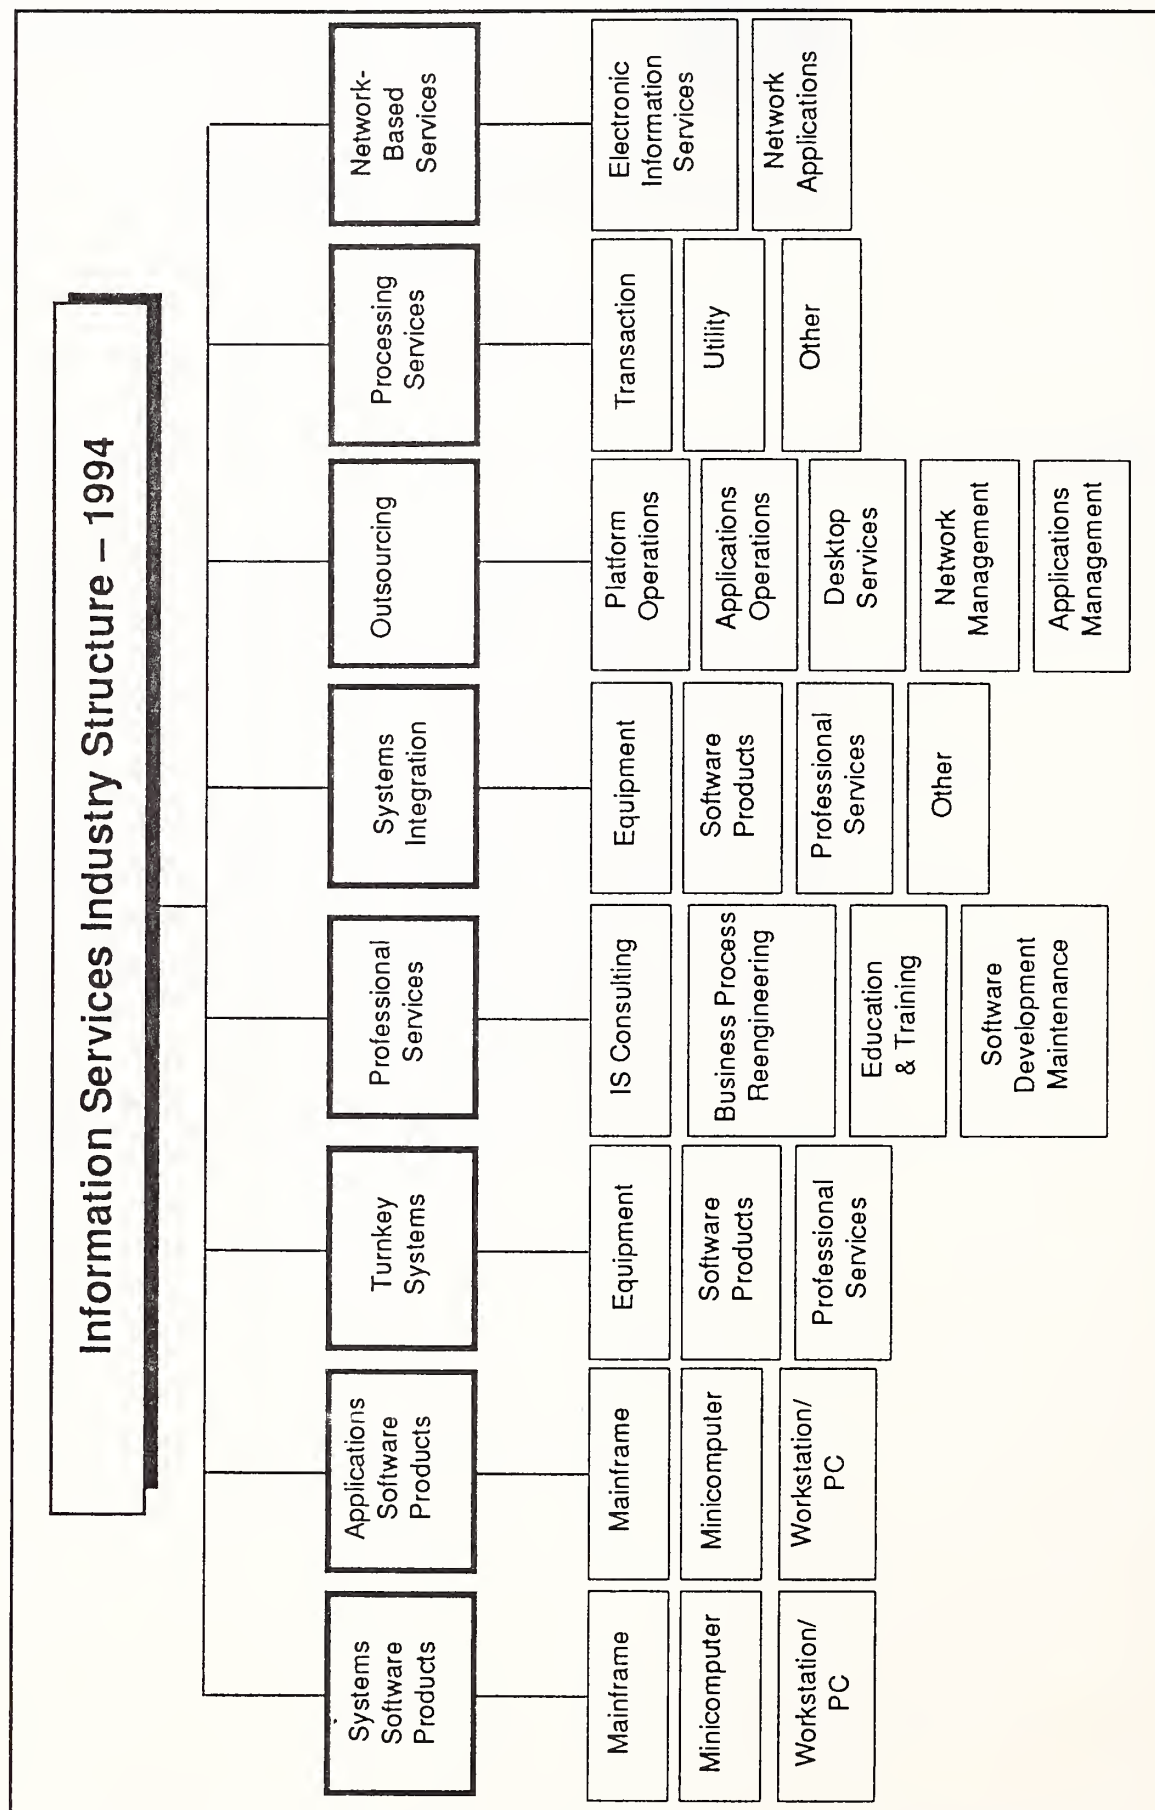 Information Services Industry Structure – 1994
Systems
Software
Products
Mainframe
Minicomputer
Workstation/
PC
Applications
Software
Products
Mainframe
Minicomputer
Workstation/
PC
Turnkey
Systems
Equipment
Software
Products
Professional
Services
Professional
Services
IS Consulting
Business Process
Reengineering
Education
& Training
Software
Development
Maintenance
Systems
Integration
Equipment
Software
Products
Professional
Services
Other
Outsourcing
Platform
Operations
Applications
Operations
Desktop
Services
Network
Management
Applications
Management
Processing
Services
Transaction
Utility
Other
Network-
Based
Services
Electronic
Information
Services
Network
Applications